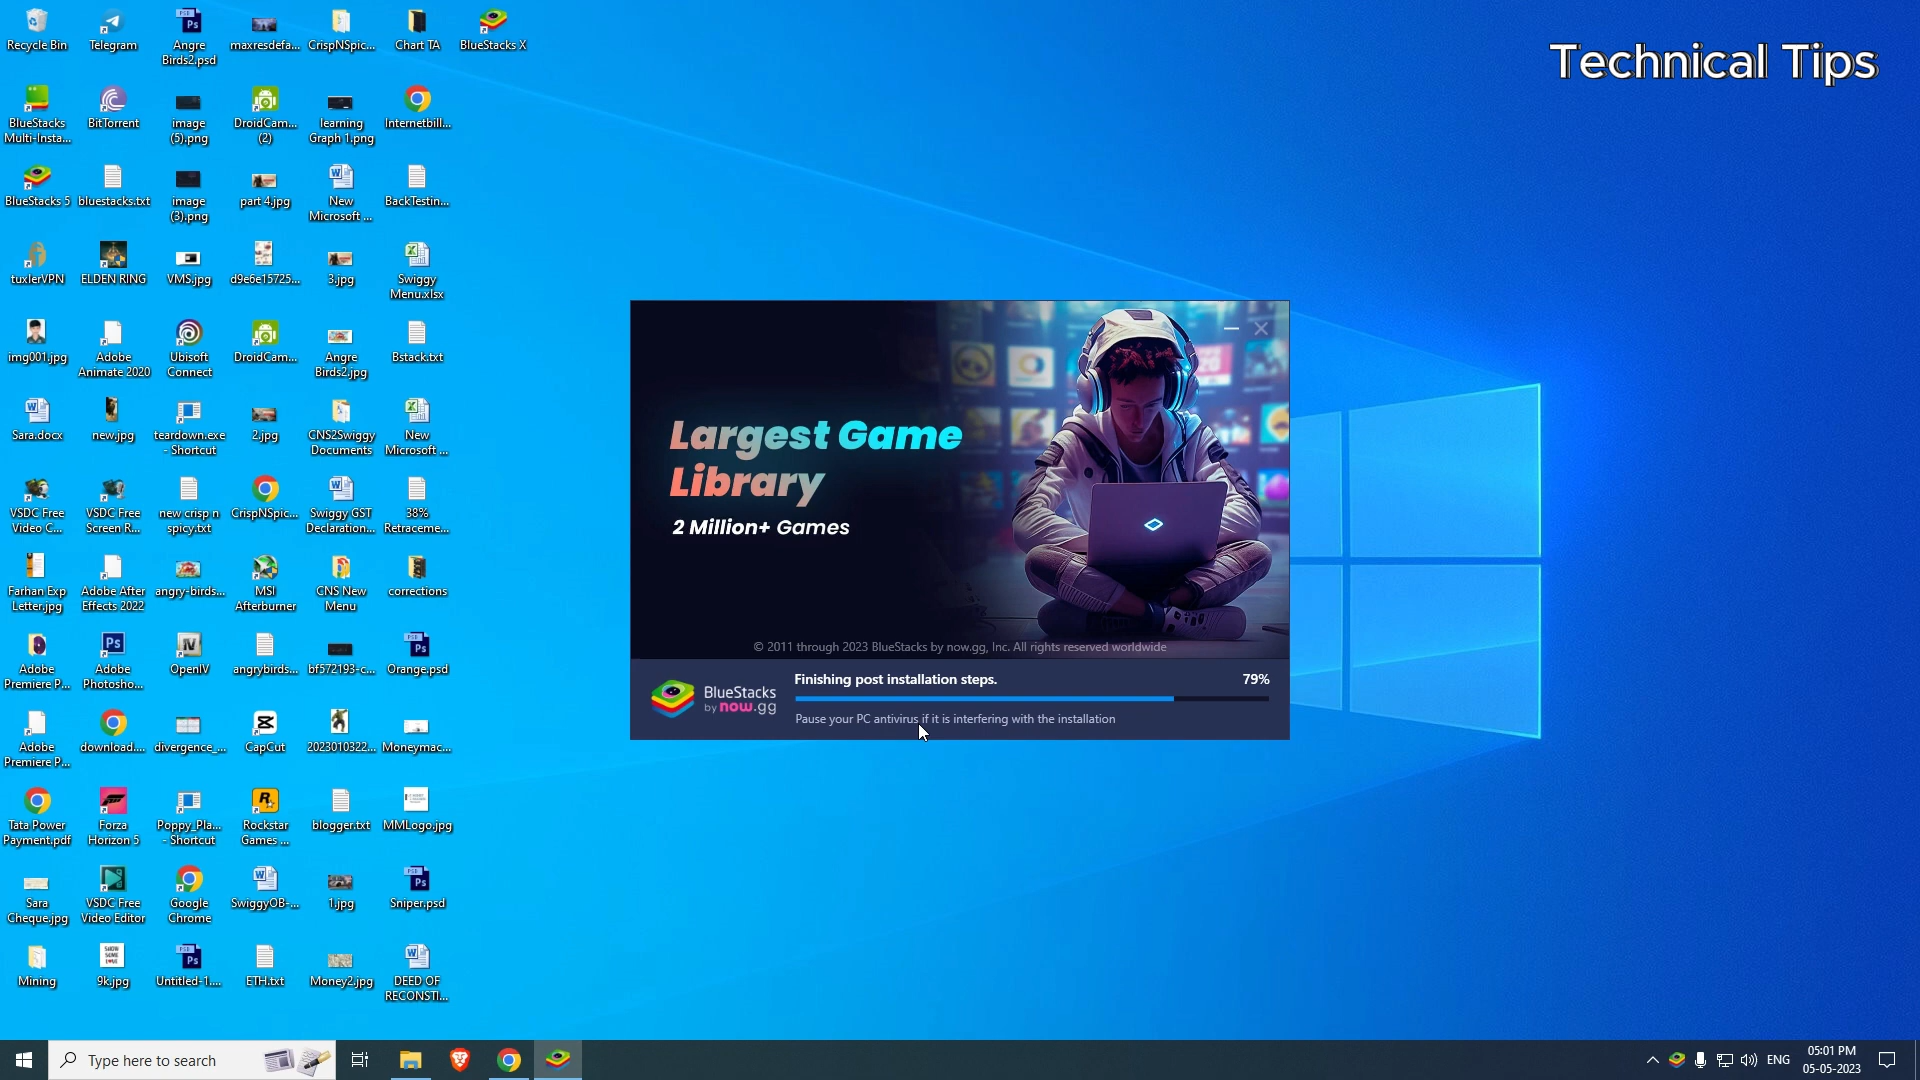 Technical Tips
Recycle Bin
Telegram
Angre
Birds2.psd
maxresdefa...
CrispNSpic...
Chart TA
BlueStacks X
BlueStacks
Multi-Insta...
BitTorrent
image
(5).png
DroidCam...
(2)
learning
Graph 1.png
Internetbill...
BlueStacks 5
bluestacks.txt
image
(3).png
part 4.jpg
New
Microsoft ...
BackTestin...
tuxlerVPN
ELDEN RING
VMS.jpg
d9e6e15725...
3.jpg
Swiggy
Menu.xlsx
img001.jpg
Adobe
Animate 2020
Ubisoft
Connect
DroidCam...
Angre
Birds2.jpg
Bstack.txt
Sara.docx
new.jpg
teardown.exe
- Shortcut
2.jpg
CNS2Swiggy
Documents
New
Microsoft ...
VSDC Free
Video C...
VSDC Free
Screen R...
new crisp n
spicy.txt
CrispNSpic...
Swiggy GST
Declaration...
38%
Retraceme...
Farhan Exp
Letter.jpg
Adobe After
Effects 2022
angry-birds...
MSI
Afterburner
CNS New
Menu
corrections
Adobe
Premiere P...
Adobe
Photosho...
OpenIV
angrybirds...
bf572193-c...
Orange.psd
Adobe
Premiere P...
download....
divergence_...
CapCut
2023010322...
Moneymac...
Tata Power
Payment.pdf
Forza
Horizon 5
Poppy_Pla...
- Shortcut
Rockstar
Games ...
blogger.txt
MMLogo.jpg
Sara
Cheque.jpg
VSDC Free
Video Editor
Google
Chrome
SwiggyOB-...
1.jpg
Sniper.psd
Mining
9k.jpg
Untitled-1....
ETH.txt
Money2.jpg
DEED OF
RECONSTI...
Largest Game
Library
2 Million+ Games
© 2011 through 2023 BlueStacks by now.gg, Inc. All rights reserved worldwide
BlueStacks
by now.gg
Finishing post installation steps.
79%
Pause your PC antivirus if it is interfering with the installation
Type here to search
ENG
05:01 PM
05-05-2023